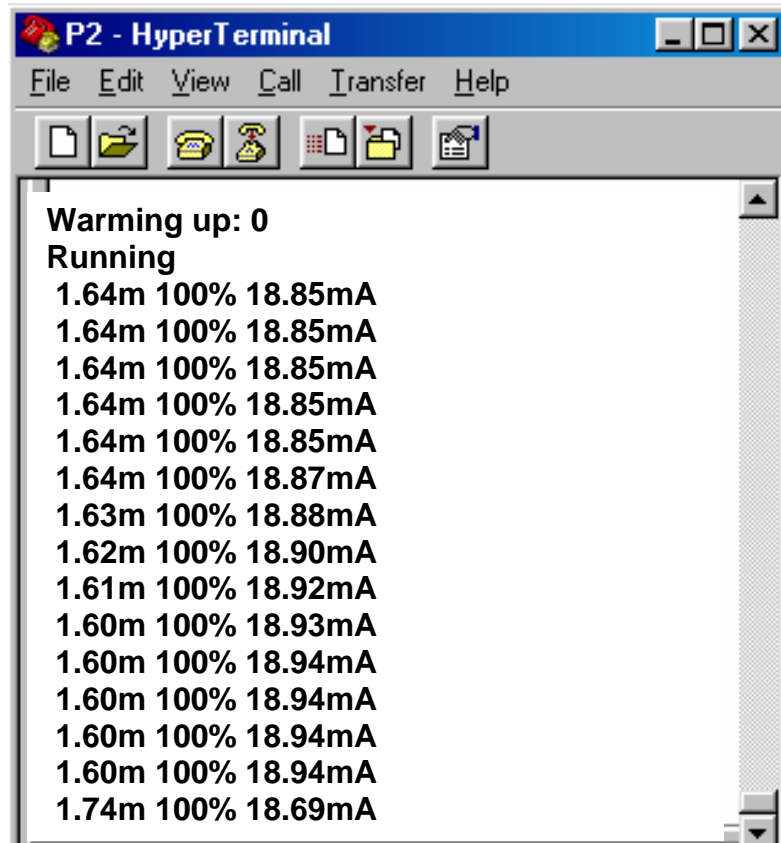 P2 - HyperTerminal
File Edit View Call Transfer Help
Warming up: 0
Running
1.64m 100% 18.85mA
1.64m 100% 18.85mA
1.64m 100% 18.85mA
1.64m 100% 18.85mA
1.64m 100% 18.85mA
1.64m 100% 18.87mA
1.63m 100% 18.88mA
1.62m 100% 18.90mA
1.61m 100% 18.92mA
1.60m 100% 18.93mA
1.60m 100% 18.94mA
1.60m 100% 18.94mA
1.60m 100% 18.94mA
1.60m 100% 18.94mA
1.74m 100% 18.69mA